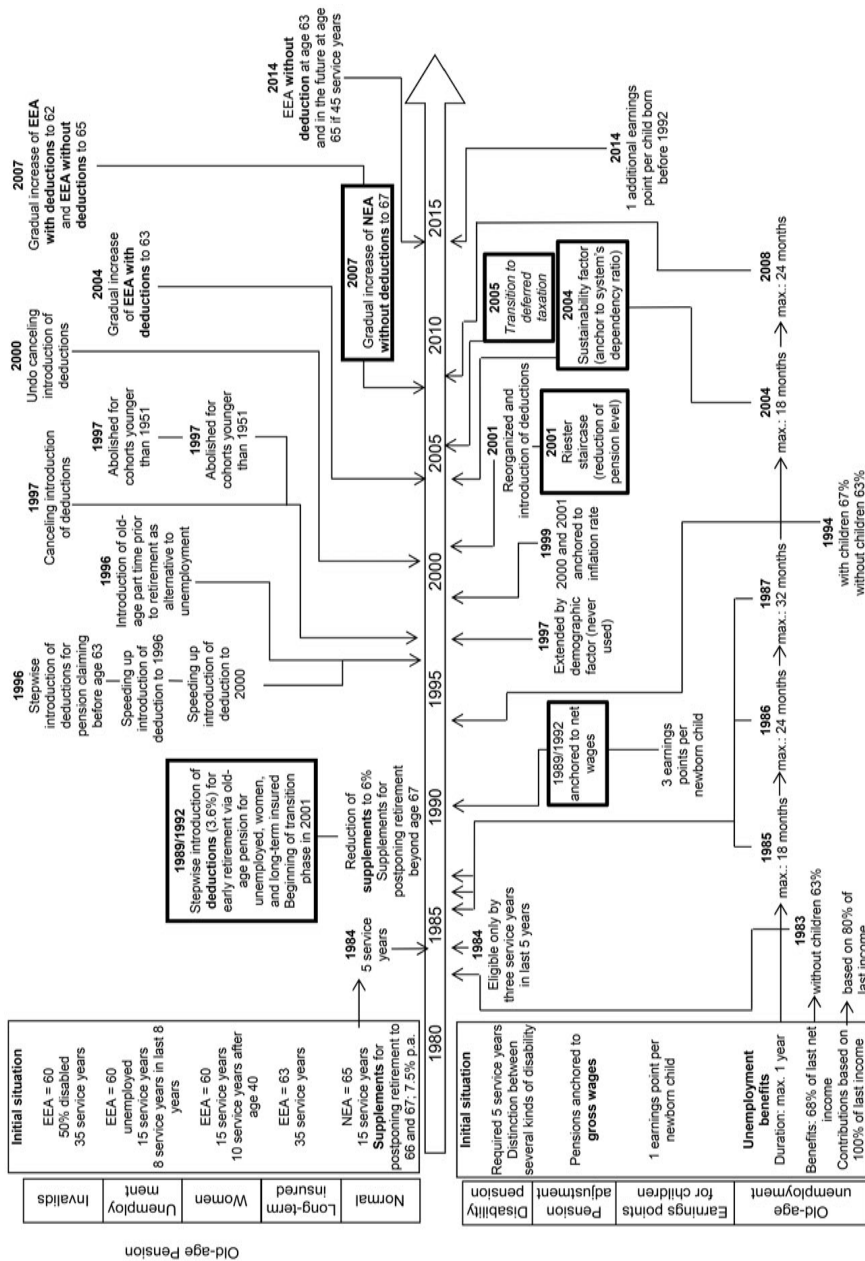 Old-age Pension
Invalids
Unemploy
ment
Women
Long-term
insured
Normal
Initial situation
EEA = 60
50% disabled
35 service years
EEA = 60
unemployed
15 service years
8 service years in last 8
years
EEA = 60
15 service years
10 service years after
age 40
EEA = 63
35 service years
NEA = 65
15 service years
Supplements for
postponing retirement to
66 and 67; 7.5% p.a.
1984
5 service
years
1989/1992
Stepwise introduction of
deductions (3.6%) for
early retirement via old-
age pension for
unemployed, women,
and long-term insured
Beginning of transition
phase in 2001
Reduction of
supplements to 6%
Supplements for
postponing retirement
beyond age 67
1996
Stepwise
introduction of
deductions for
pension claiming
before age 63
Speeding up
introduction of
deduction to 1996
Speeding up
introduction of
deduction to
2000
1996
Introduction of old-
age part time prior
to retirement as
alternative to
unemployment
1997
Canceling introduction
of deductions
1997
Abolished for
cohorts younger
than 1951
1997
Abolished for
cohorts younger
than 1951
2000
Undo canceling
introduction of
deductions
2004
Gradual increase
of EEA with
deductions to 63
2007
Gradual increase of EEA
with deductions to 62
and EEA without
deductions to 65
2007
Gradual increase of NEA
without deductions to 67
2014
EEA without
deduction at age 63
and in the future at age
65 if 45 service years
1980
1985
1990
1995
2000
2005
2010
2015
Disability
pension
Pension
adjustment
Earnings points
for children
Old-age
unemployment
Initial situation
Required 5 service years
Distinction between
several kinds of disability
Pensions anchored to
gross wages
1 earnings point per
newborn child
Unemployment
benefits
Duration: max. 1 year
Benefits: 68% of last net
income
Contributions based on
100% of last income
1984
Eligible only by
three service years
in last 5 years
1989/1992
anchored to net
wages
3 earnings
points per
newborn child
1997
Extended by
demographic
factor (never
used)
1999
2000 and 2001
anchored to
inflation rate
2001
Reorganized and
introduction of deductions
2001
Riester
staircase
(reduction of
pension level)
2005
Transition to
deferred
taxation
2004
Sustainability factor
(anchor to system's
dependency ratio)
2014
1 additional earnings
point per child born
before 1992
1985
max.: 18 months
1986
max.: 24 months
1987
max.: 32 months
2004
max.: 18 months
2008
max.: 24 months
1983
without children 63%
based on 80% of
last income
1994
with children 67%
without children 63%